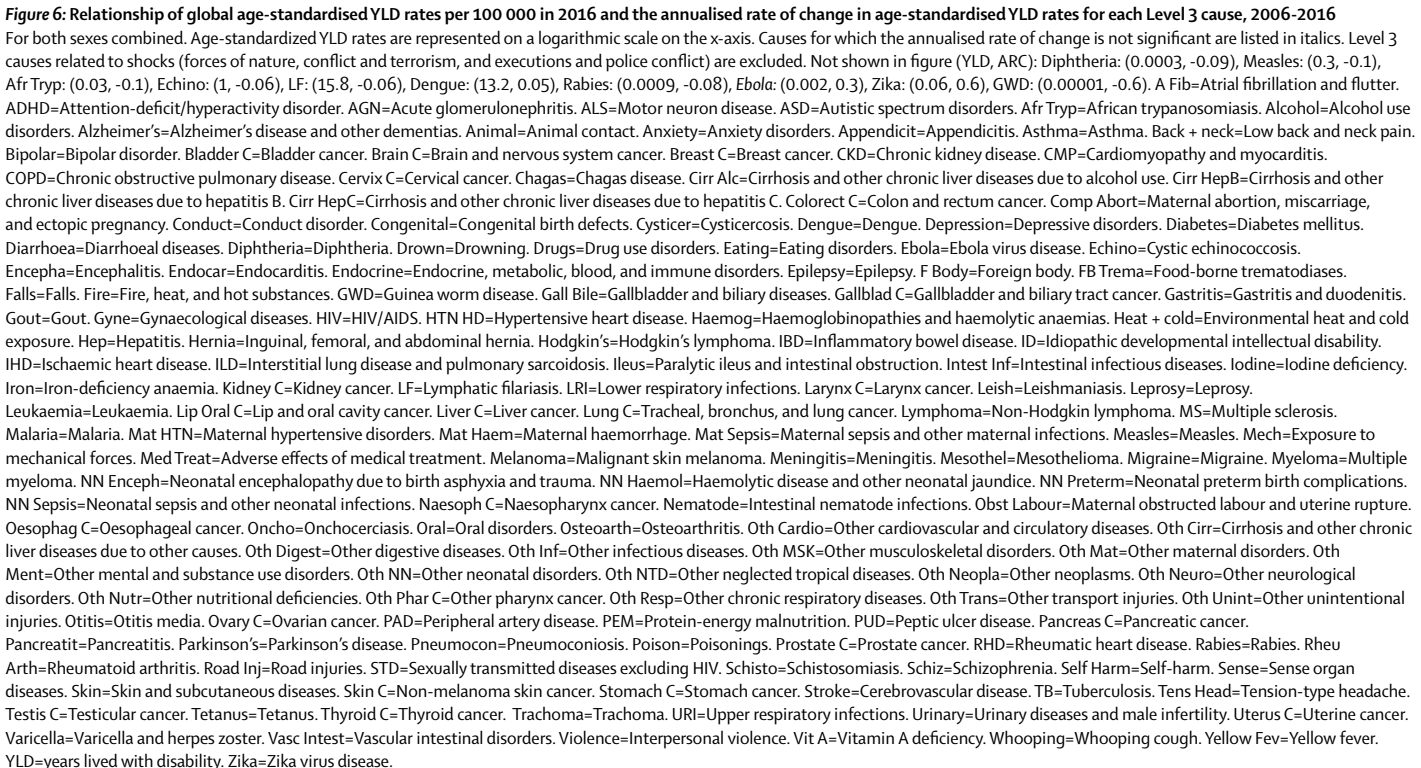 Figure 6: Relationship of global age-standardised YLD rates per 100 000 in 2016 and the annualised rate of change in age-standardised YLD rates for each Level 3 cause, 2006-2016
For both sexes combined. Age-standardized YLD rates are represented on a logarithmic scale on the x-axis. Causes for which the annualised rate of change is not significant are listed in italics. Level 3
causes related to shocks (forces of nature, conflict and terrorism, and executions and police conflict) are excluded. Not shown in figure (YLD, ARC): Diphtheria: (0.0003, -0.09), Measles: (0.3, -0.1),
Afr Tryp: (0.03, -0.1), Echino: (1, -0.06), LF: (15.8, -0.06), Dengue: (13.2, 0.05), Rabies: (0.0009, -0.08), Ebola: (0.002, 0.3), Zika: (0.06, 0.6), GWD: (0.00001, -0.6). A Fib=Atrial fibrillation and flutter.
ADHD=Attention-deficit/hyperactivity disorder. AGN=Acute glomerulonephritis. ALS=Motor neuron disease. ASD=Autistic spectrum disorders. Afr Tryp=African trypanosomiasis. Alcohol=Alcohol use
disorders. Alzheimer’s=Alzheimer’s disease and other dementias. Animal=Animal contact. Anxiety=Anxiety disorders. Appendicit=Appendicitis. Asthma=Asthma. Back + neck=Low back and neck pain.
Bipolar=Bipolar disorder. Bladder C=Bladder cancer. Brain C=Brain and nervous system cancer. Breast C=Breast cancer. CKD=Chronic kidney disease. CMP=Cardiomyopathy and myocarditis.
COPD=Chronic obstructive pulmonary disease. Cervix C=Cervical cancer. Chagas=Chagas disease. Cirr Alc=Cirrhosis and other chronic liver diseases due to alcohol use. Cirr HepB=Cirrhosis and other
chronic liver diseases due to hepatitis B. Cirr HepC=Cirrhosis and other chronic liver diseases due to hepatitis C. Colorect C=Colon and rectum cancer. Comp Abort=Maternal abortion, miscarriage,
and ectopic pregnancy. Conduct=Conduct disorder. Congenital=Congenital birth defects. Cysticer=Cysticercosis. Dengue=Dengue. Depression=Depressive disorders. Diabetes=Diabetes mellitus.
Diarrhoea=Diarrhoeal diseases. Diphtheria=Diphtheria. Drown=Drowning. Drugs=Drug use disorders. Eating=Eating disorders. Ebola=Ebola virus disease. Echino=Cystic echinococcosis.
Encepha=Encephalitis. Endocar=Endocarditis. Endocrine=Endocrine, metabolic, blood, and immune disorders. Epilepsy=Epilepsy. F Body=Foreign body. FB Trema=Food-borne trematodiases.
Falls=Falls. Fire=Fire, heat, and hot substances. GWD=Guinea worm disease. Gall Bile=Gallbladder and biliary diseases. Gallblad C=Gallbladder and biliary tract cancer. Gastritis=Gastritis and duodenitis.
Gout=Gout. Gyne=Gynaecological diseases. HIV=HIV/AIDS. HTN HD=Hypertensive heart disease. Haemog=Haemoglobinopathies and haemolytic anaemias. Heat + cold=Environmental heat and cold
exposure. Hep=Hepatitis. Hernia=Inguinal, femoral, and abdominal hernia. Hodgkin’s=Hodgkin’s lymphoma. IBD=Inflammatory bowel disease. ID=Idiopathic developmental intellectual disability.
IHD=Ischaemic heart disease. ILD=Interstitial lung disease and pulmonary sarcoidosis. Ileus=Paralytic ileus and intestinal obstruction. Intest Inf=Intestinal infectious diseases. Iodine=Iodine deficiency.
Iron=Iron-deficiency anaemia. Kidney C=Kidney cancer. LF=Lymphatic filariasis. LRI=Lower respiratory infections. Larynx C=Larynx cancer. Leish=Leishmaniasis. Leprosy=Leprosy.
Leukaemia=Leukaemia. Lip Oral C=Lip and oral cavity cancer. Liver C=Liver cancer. Lung C=Tracheal, bronchus, and lung cancer. Lymphoma=Non-Hodgkin lymphoma. MS=Multiple sclerosis.
Malaria=Malaria. Mat HTN=Maternal hypertensive disorders. Mat Haem=Maternal haemorrhage. Mat Sepsis=Maternal sepsis and other maternal infections. Measles=Measles. Mech=Exposure to
mechanical forces. Med Treat=Adverse effects of medical treatment. Melanoma=Malignant skin melanoma. Meningitis=Meningitis. Mesothel=Mesothelioma. Migraine=Migraine. Myeloma=Multiple
myeloma. NN Enceph=Neonatal encephalopathy due to birth asphyxia and trauma. NN Haemol=Haemolytic disease and other neonatal jaundice. NN Preterm=Neonatal preterm birth complications.
NN Sepsis=Neonatal sepsis and other neonatal infections. Naesoph C=Naesopharynx cancer. Nematode=Intestinal nematode infections. Obst Labour=Maternal obstructed labour and uterine rupture.
Oesophag C=Oesophageal cancer. Oncho=Onchocerciasis. Oral=Oral disorders. Osteoarth=Osteoarthritis. Oth Cardio=Other cardiovascular and circulatory diseases. Oth Cirr=Cirrhosis and other chronic
liver diseases due to other causes. Oth Digest=Other digestive diseases. Oth Inf=Other infectious diseases. Oth MSK=Other musculoskeletal disorders. Oth Mat=Other maternal disorders. Oth
Ment=Other mental and substance use disorders. Oth NN=Other neonatal disorders. Oth NTD=Other neglected tropical diseases. Oth Neopla=Other neoplasms. Oth Neuro=Other neurological
disorders. Oth Nutr=Other nutritional deficiencies. Oth Phar C=Other pharynx cancer. Oth Resp=Other chronic respiratory diseases. Oth Trans=Other transport injuries. Oth Unint=Other unintentional
injuries. Otitis=Otitis media. Ovary C=Ovarian cancer. PAD=Peripheral artery disease. PEM=Protein-energy malnutrition. PUD=Peptic ulcer disease. Pancreas C=Pancreatic cancer.
Pancreatit=Pancreatitis. Parkinson’s=Parkinson’s disease. Pneumocon=Pneumoconiosis. Poison=Poisonings. Prostate C=Prostate cancer. RHD=Rheumatic heart disease. Rabies=Rabies. Rheu
Arth=Rheumatoid arthritis. Road Inj=Road injuries. STD=Sexually transmitted diseases excluding HIV. Schisto=Schistosomiasis. Schiz=Schizophrenia. Self Harm=Self-harm. Sense=Sense organ
diseases. Skin=Skin and subcutaneous diseases. Skin C=Non-melanoma skin cancer. Stomach C=Stomach cancer. Stroke=Cerebrovascular disease. TB=Tuberculosis. Tens Head=Tension-type headache.
Testis C=Testicular cancer. Tetanus=Tetanus. Thyroid C=Thyroid cancer. Trachoma=Trachoma. URI=Upper respiratory infections. Urinary=Urinary diseases and male infertility. Uterus C=Uterine cancer.
Varicella=Varicella and herpes zoster. Vasc Intest=Vascular intestinal disorders. Violence=Interpersonal violence. Vit A=Vitamin A deficiency. Whooping=Whooping cough. Yellow Fev=Yellow fever.
YLD=years lived with disability. Zika=Zika virus disease.